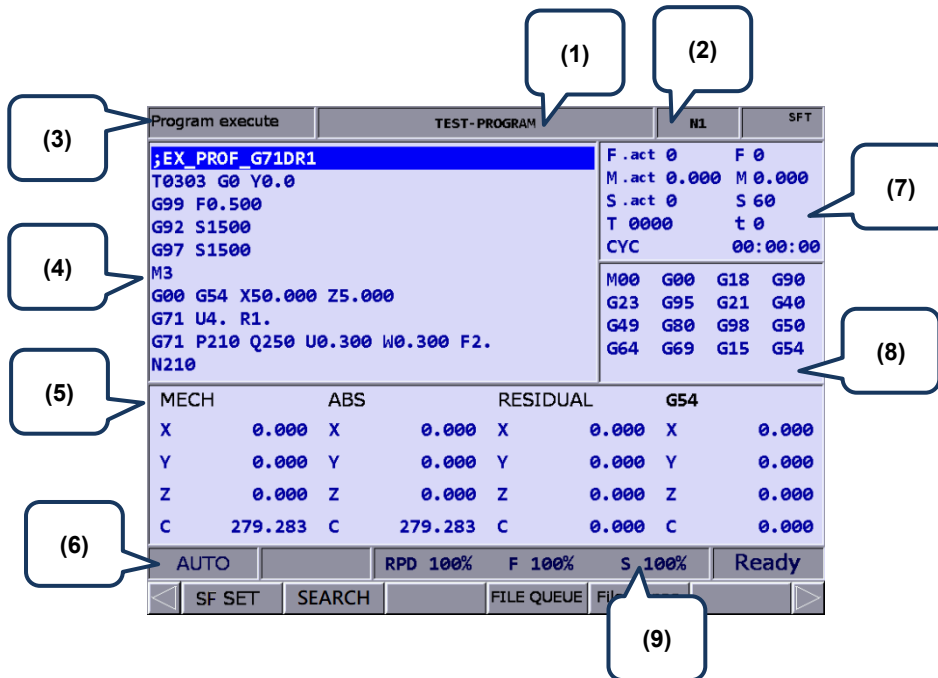 (1)
(2)
(3)
Program execute TEST-PROGRAM N1 SFT
;EX_PROF_G71DR1
T0303 G0 Y0.0
G99 F0.500
G92 S1500
G97 S1500
M3
G00 G54 X50.000 Z5.000
G71 U4. R1.
G71 P210 Q250 U0.300 W0.300 F2.
N210
(4)
F.act 0 F 0
M.act 0.000 M 0.000
S.act 0 S 60
T 0000 t 0
CYC 00:00:00
(7)
M00 G00 G18 G90
G23 G95 G21 G40
G49 G80 G98 G50
G64 G69 G15 G54
(8)
(5)
MECH ABS RESIDUAL G54
X 0.000 X 0.000 X 0.000 X 0.000
Y 0.000 Y 0.000 Y 0.000 Y 0.000
Z 0.000 Z 0.000 Z 0.000 Z 0.000
C 279.283 C 279.283 C 0.000 C 0.000
(6)
AUTO RPD 100% F 100% S 100% Ready
SF SET SEARCH FILE QUEUE
(9)